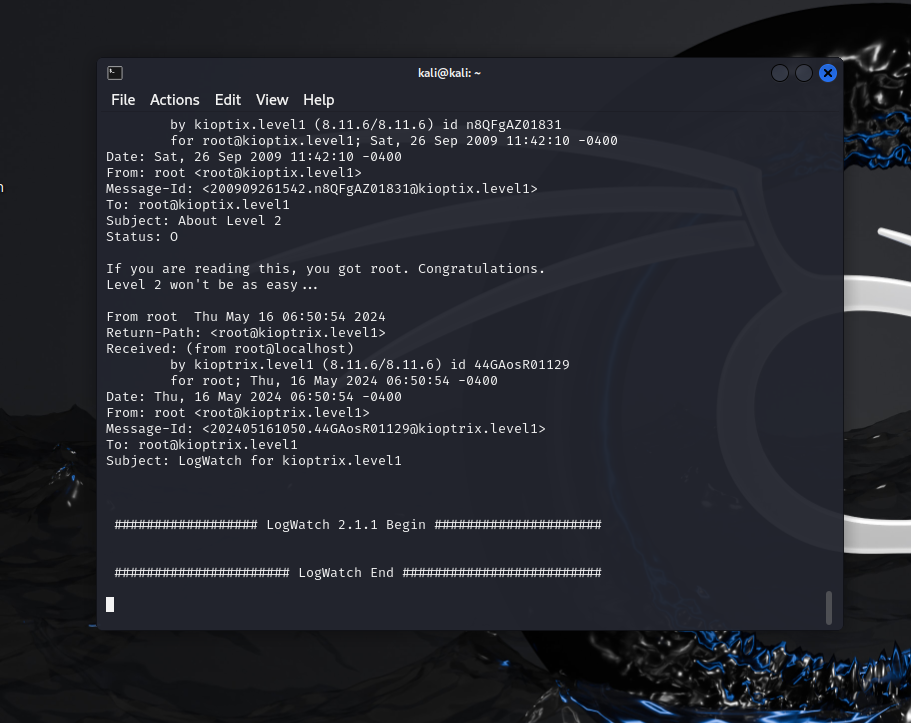 kali@kali: ~
File Actions Edit View Help
by kioptix.level1 (8.11.6/8.11.6) id n8QFgAZ01831
for root@kioptix.level1; Sat, 26 Sep 2009 11:42:10 -0400
Date: Sat, 26 Sep 2009 11:42:10 -0400
From: root <root@kioptix.level1>
Message-Id: <200909261542.n8QFgAZ01831@kioptix.level1>
To: root@kioptix.level1
Subject: About Level 2
Status: O
If you are reading this, you got root. Congratulations.
Level 2 won't be as easy...
From root  Thu May 16 06:50:54 2024
Return-Path: <root@kioptrix.level1>
Received: (from root@localhost)
by kioptrix.level1 (8.11.6/8.11.6) id 44GAosR01129
for root; Thu, 16 May 2024 06:50:54 -0400
Date: Thu, 16 May 2024 06:50:54 -0400
From: root <root@kioptrix.level1>
Message-Id: <202405161050.44GAosR01129@kioptrix.level1>
To: root@kioptrix.level1
Subject: LogWatch for kioptrix.level1
################## LogWatch 2.1.1 Begin #####################
###################### LogWatch End #########################